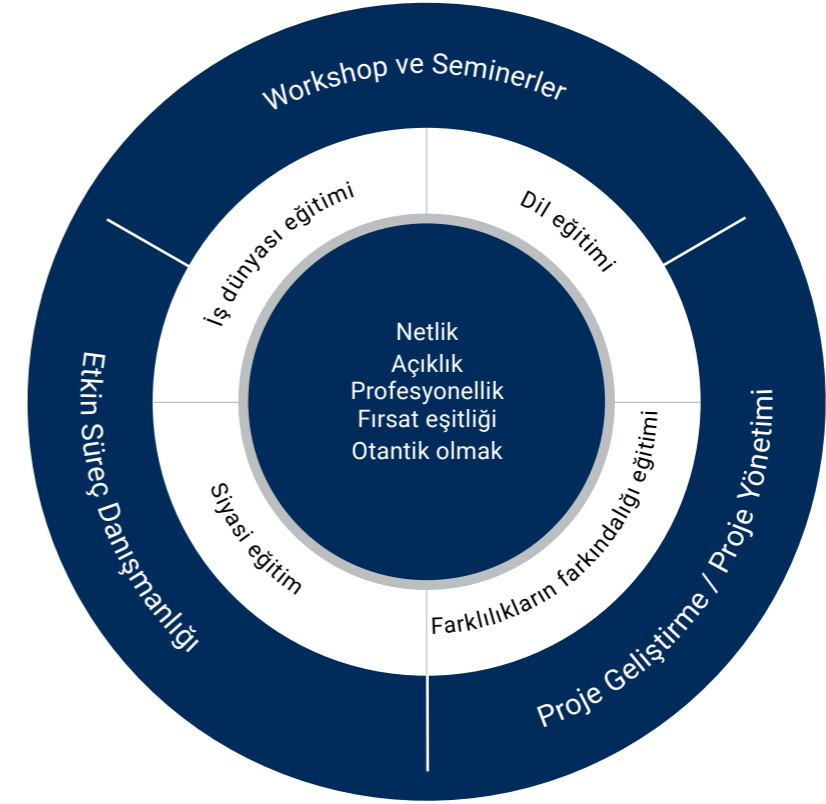 Workshop ve Seminerler
İş dünyası eğitimi
Dil eğitimi
Netlik
Açıklık
Profesyonellik
Fırsat eşitliği
Otantik olmak
Etkin Süreç Danışmanlığı
Siyasi eğitim
Farklılıkların farkındalığı eğitimi
Proje Geliştirme / Proje Yönetimi